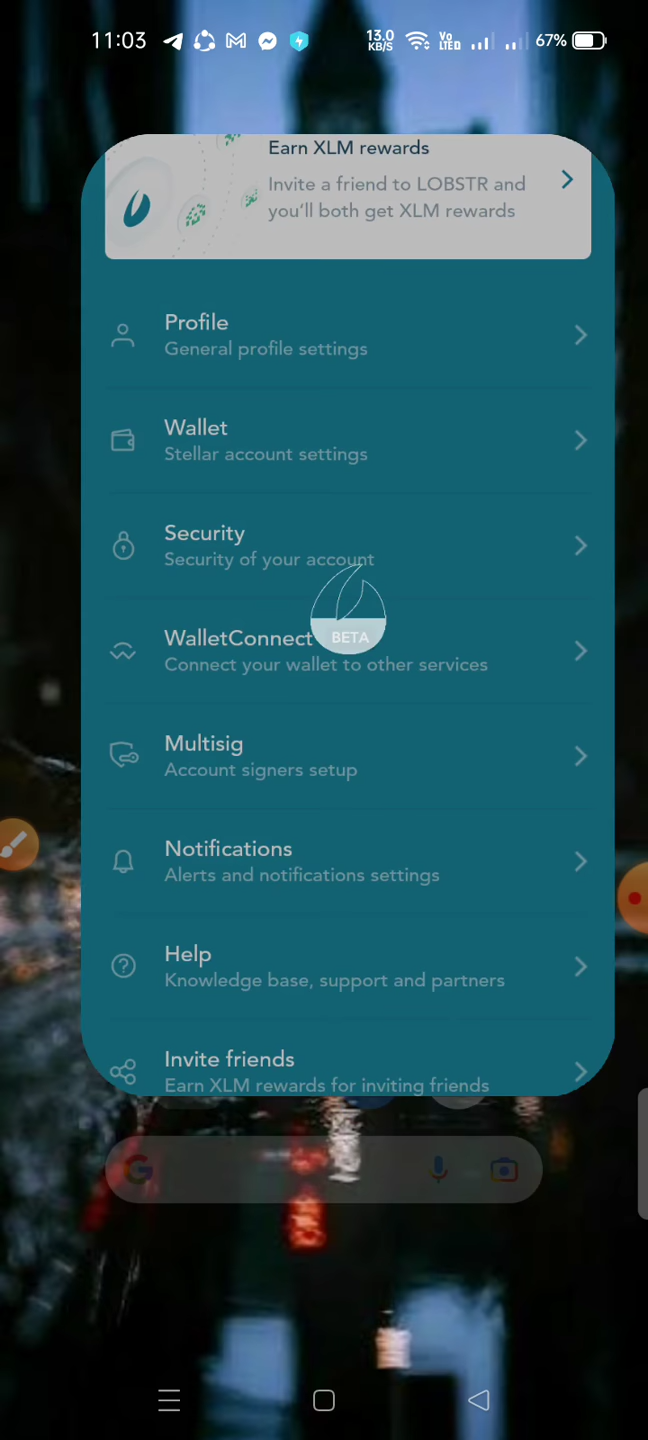 11:03
13.0 KB/S
Vo LTE
67%
Earn XLM rewards
Invite a friend to LOBSTR and
you'll both get XLM rewards
Profile
General profile settings
Wallet
Stellar account settings
Security
Security of your account
WalletConnect
BETA
Connect your wallet to other services
Multisig
Account signers setup
Notifications
Alerts and notifications settings
Help
Knowledge base, support and partners
Invite friends
Earn XLM rewards for inviting friends